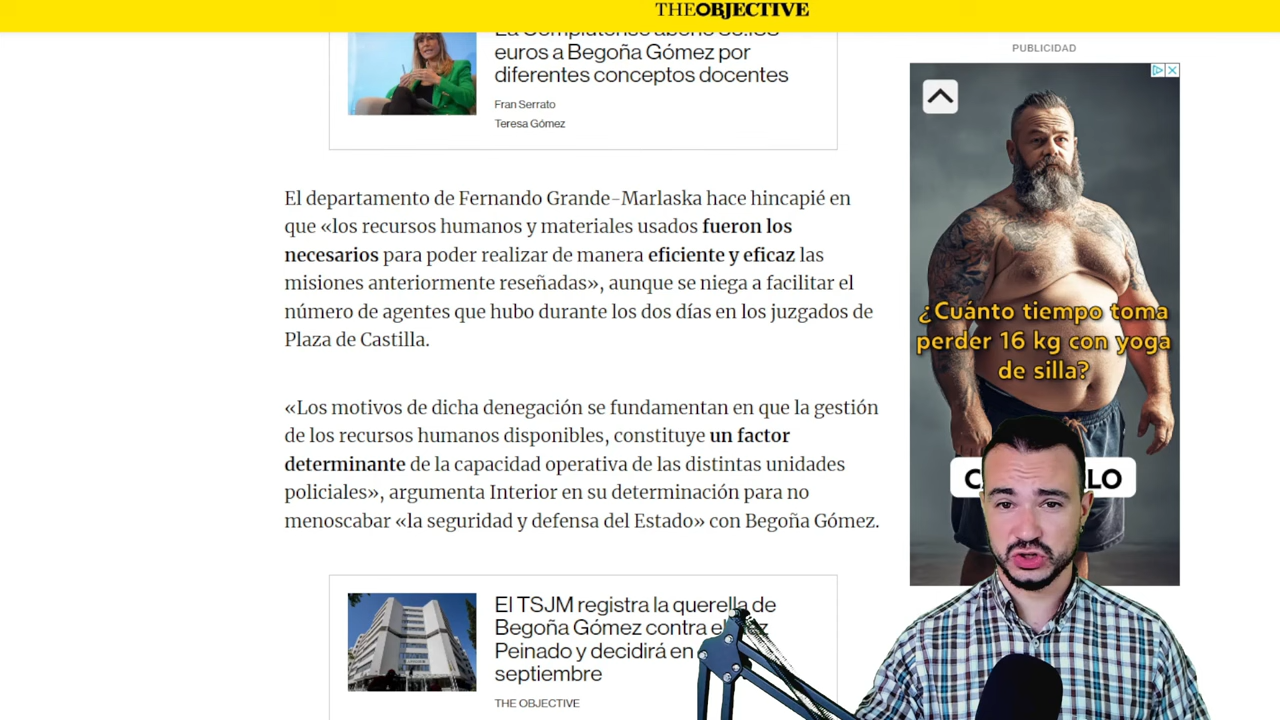 THEOBJECTIVE
euros a Begoña Gómez por
diferentes conceptos docentes
Fran Serrato
Teresa Gómez
El departamento de Fernando Grande-Marlaska hace hincapié en
que «los recursos humanos y materiales usados fueron los
necesarios para poder realizar de manera eficiente y eficaz las
misiones anteriormente reseñadas», aunque se niega a facilitar el
número de agentes que hubo durante los dos días en los juzgados de
Plaza de Castilla.
«Los motivos de dicha denegación se fundamentan en que la gestión
de los recursos humanos disponibles, constituye un factor
determinante de la capacidad operativa de las distintas unidades
policiales», argumenta Interior en su determinación para no
menoscabar «la seguridad y defensa del Estado» con Begoña Gómez.
El TSJM registra la querella de
Begoña Gómez contra
Peinado y decidirá en
septiembre
THE OBJECTIVE
PUBLICIDAD
¿Cuánto tiempo toma
perder 16 kg con yoga
de silla?